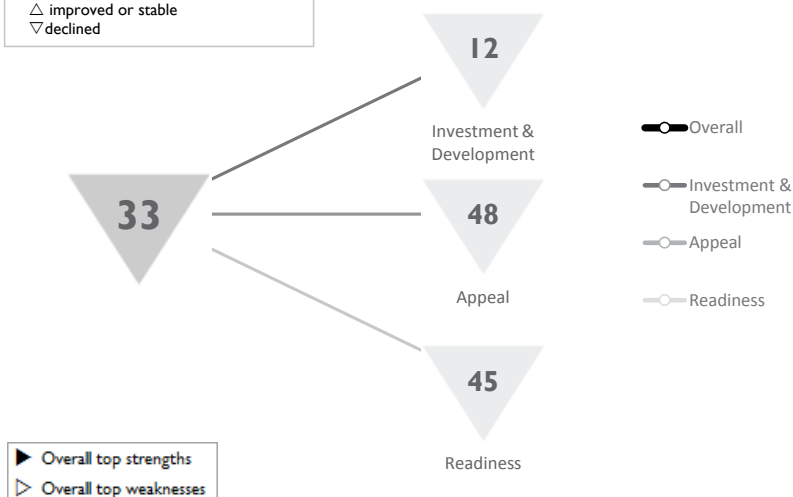 △ improved or stable
▽ declined
12
Investment &
Development
33
48
Appeal
45
Readiness
Overall
Investment &
Development
Appeal
Readiness
▶ Overall top strengths
▷ Overall top weaknesses